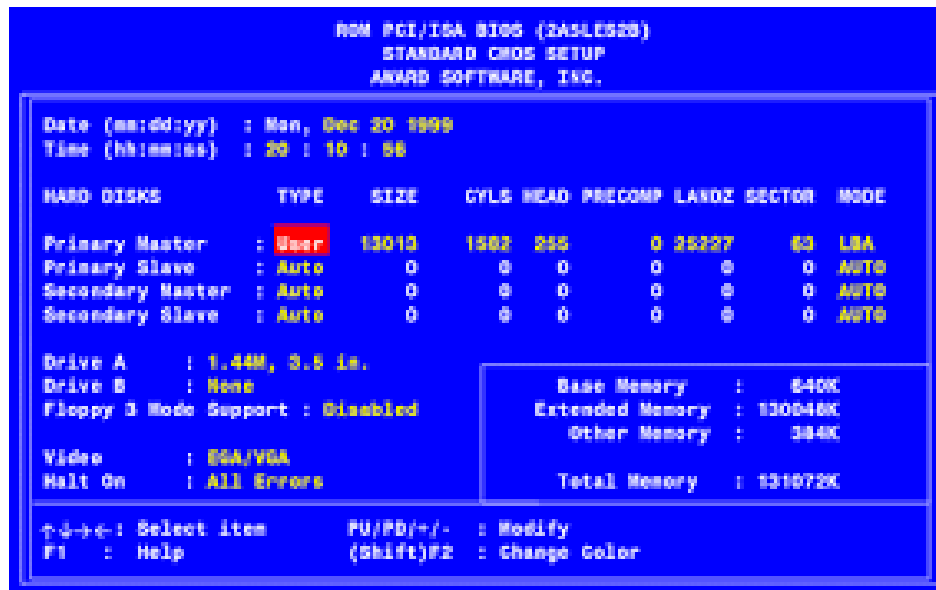 ROM PCI/ISA BIOS (2A5LES2B)
STANDARD CMOS SETUP
AWARD SOFTWARE, INC.
Date (mm:dd:yy) : Mon, Dec 20 1999
Time (hh:mm:ss) : 20 : 10 : 56
HARD DISKS TYPE SIZE CYLS HEAD PRECOMP LANDZ SECTOR MODE
Primary Master : User 13013 1582 255 0 25227 63 LBA
Primary Slave : Auto 0 0 0 0 0 0 AUTO
Secondary Master : Auto 0 0 0 0 0 0 AUTO
Secondary Slave : Auto 0 0 0 0 0 0 AUTO
Drive A : 1.44M, 3.5 in.
Drive B : None
Floppy 3 Mode Support : Disabled
Video : EGA/VGA
Halt On : All Errors
Base Memory : 640K
Extended Memory : 130048K
Other Memory : 384K
Total Memory : 131072K
↑↓→← : Select item PU/PD/+/- : Modify
F1 : Help (Shift)F2 : Change Color